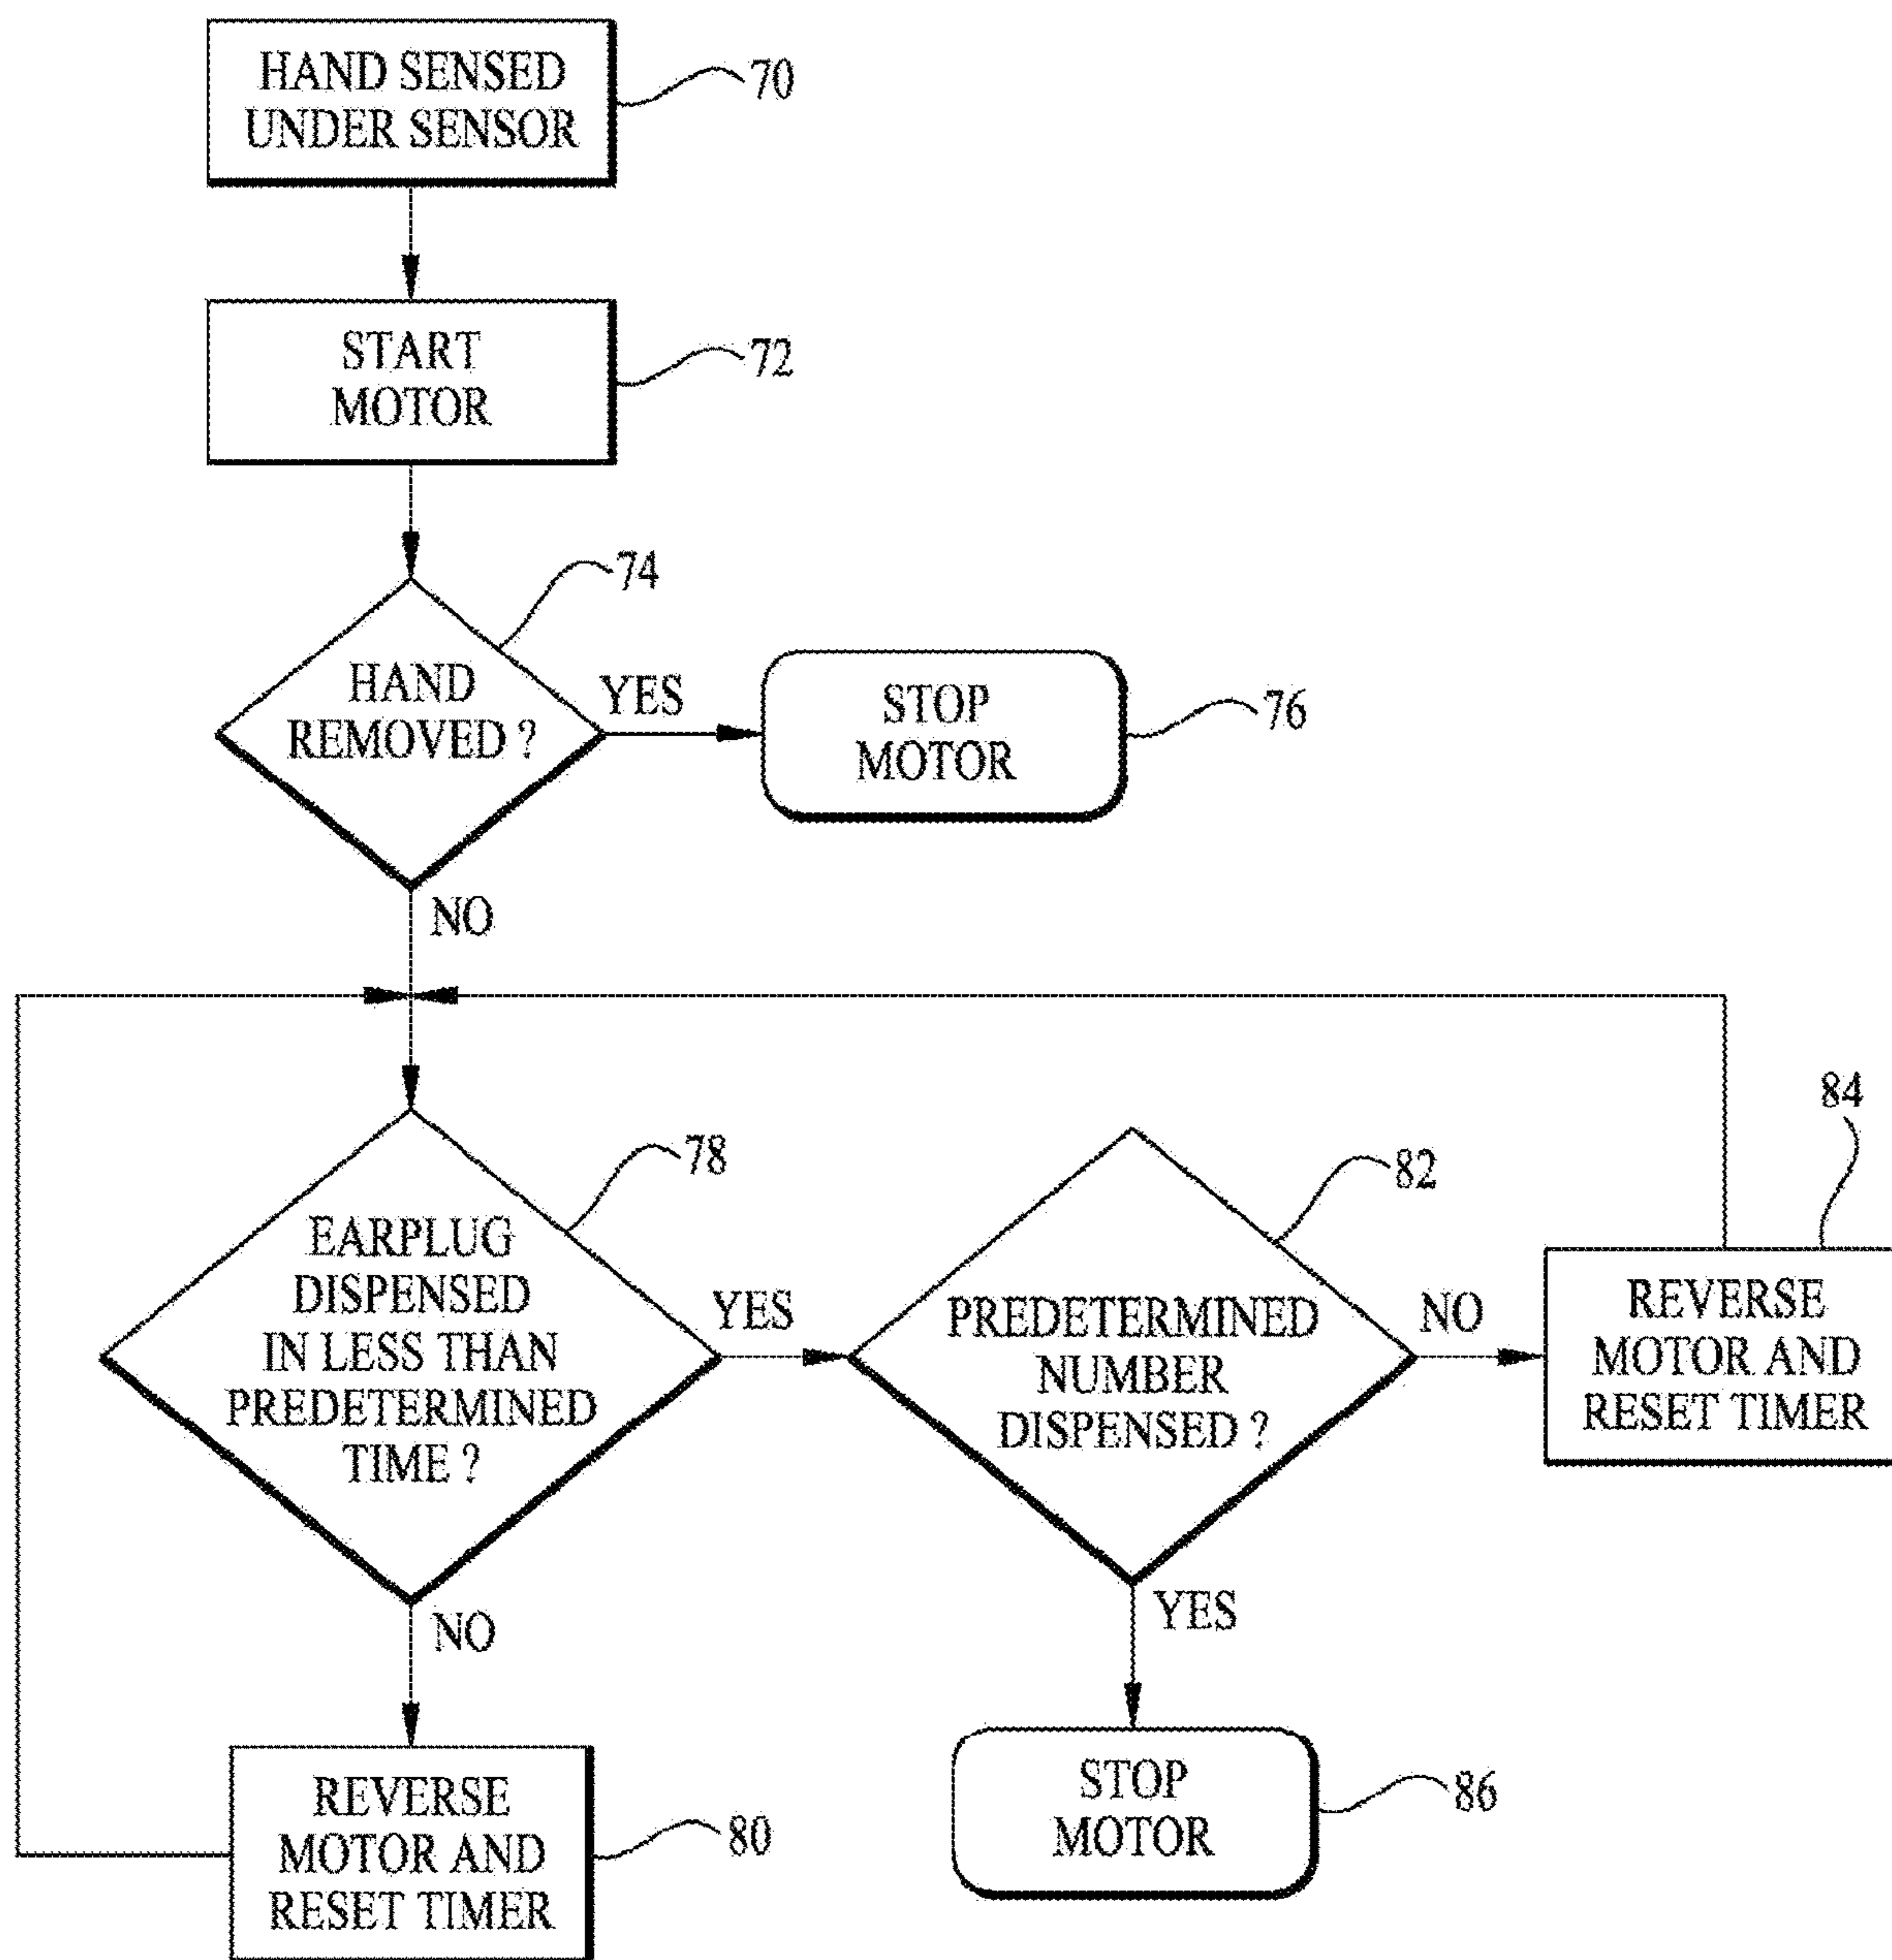 HAND SENSED
UNDER SENSOR
70
START
MOTOR
72
74
HAND
REMOVED ?
YES
STOP
MOTOR
76
NO
78
EARPLUG
DISPENSED
IN LESS THAN
PREDETERMINED
TIME ?
YES
82
PREDETERMINED
NUMBER
DISPENSED ?
NO
84
REVERSE
MOTOR AND
RESET TIMER
NO
YES
REVERSE
MOTOR AND
RESET TIMER
80
STOP
MOTOR
86